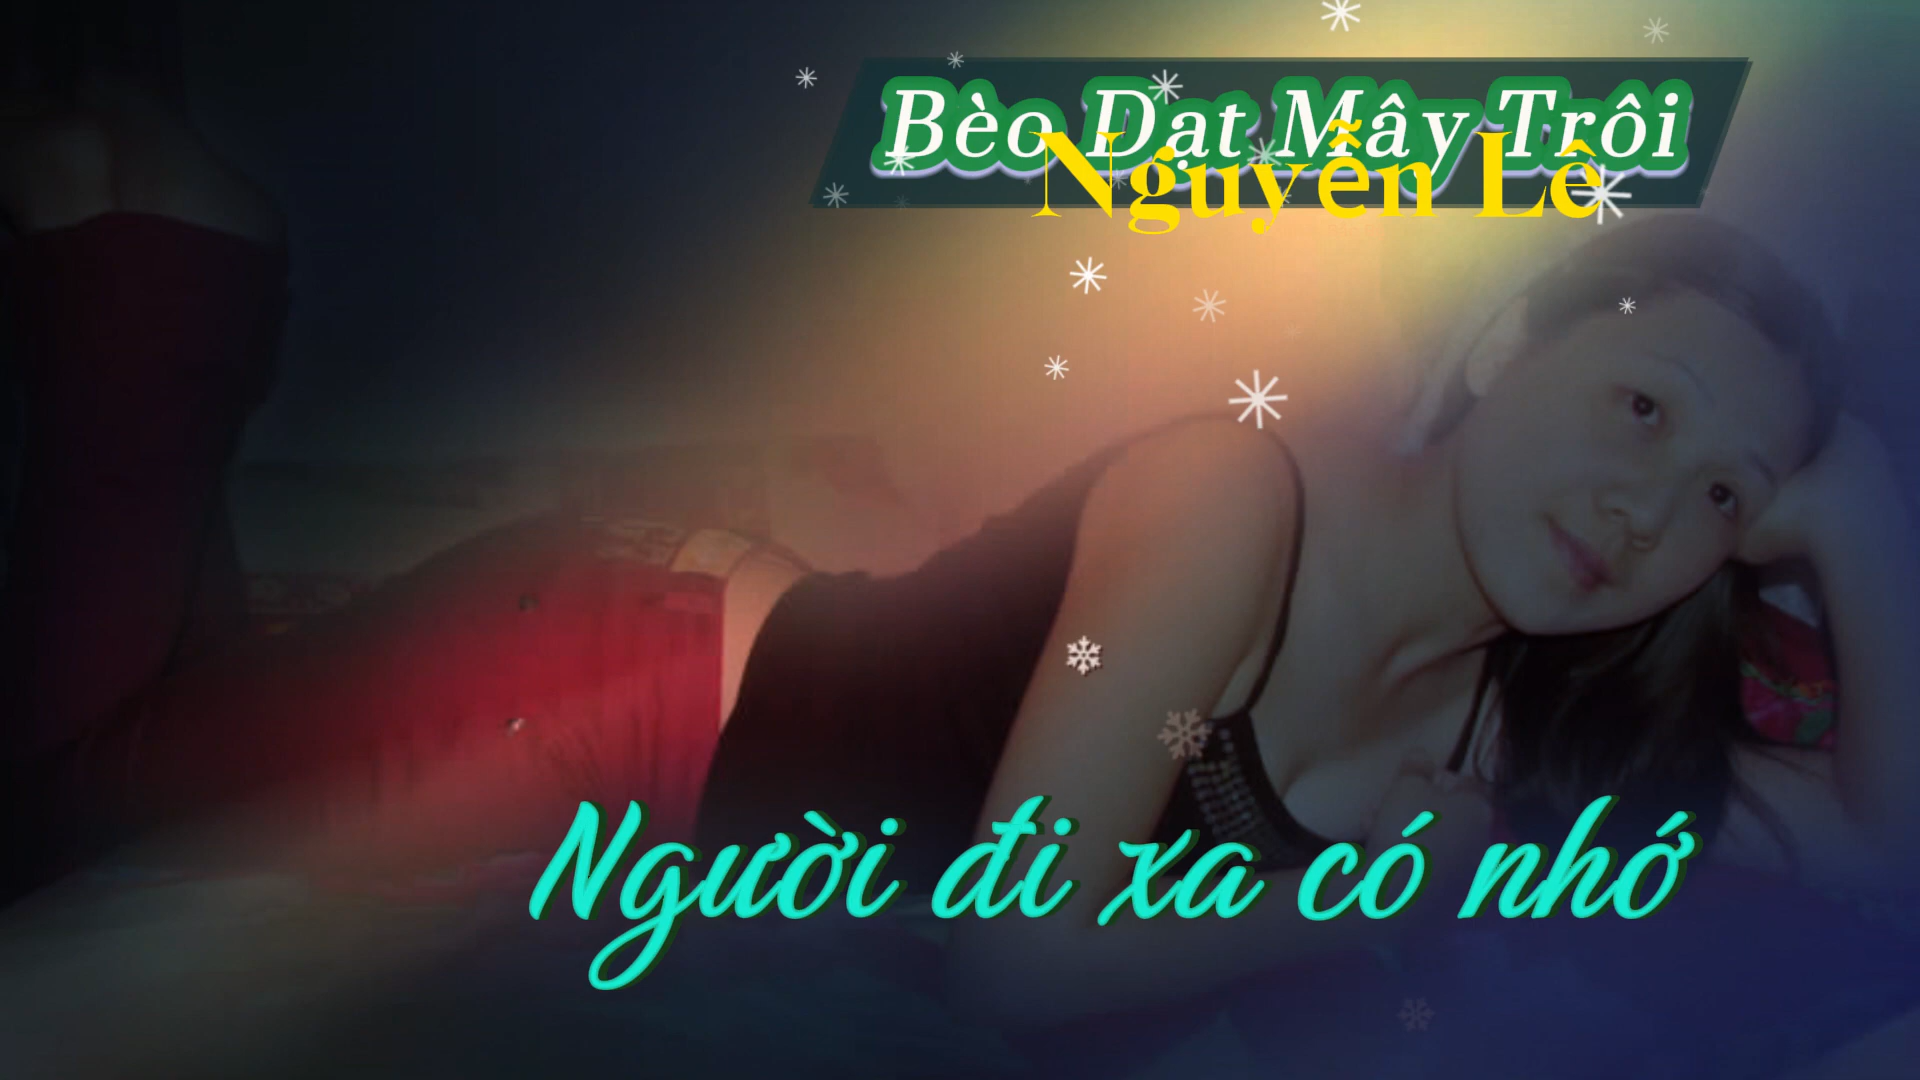 Bèo Dạt Mây Trôi
Nguyễn Lê
Người đi xa có nhớ